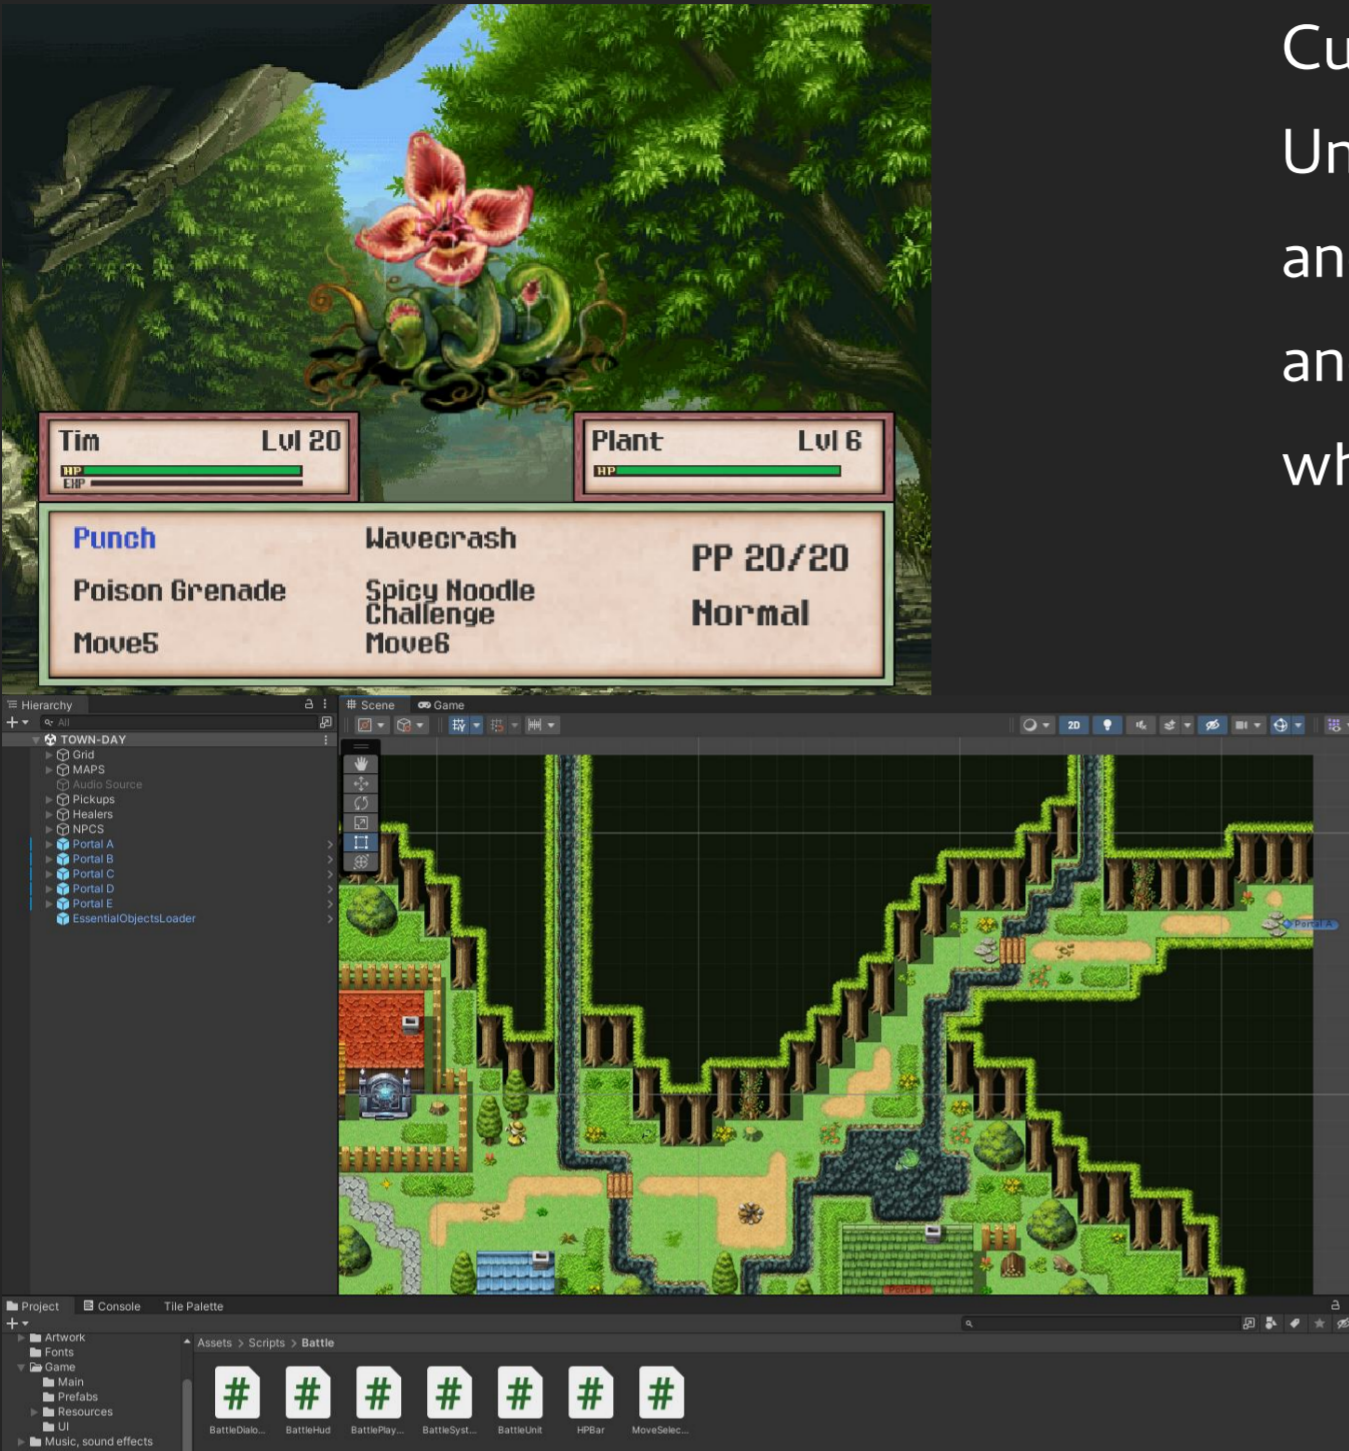 Cu
Un
an
an
wh
Tim Lvl 20
HP
EXP
Plant Lvl 6
HP
Punch Wavecrash
Poison Grenade Spicy Noodle
Challenge
Move5 Move6
PP 20/20
Normal
Hierarchy
All
TOWN-DAY
Grid
MAPS
Audio Source
Pickups
Healers
NPCS
Portal A
Portal B
Portal C
Portal D
Portal E
EssentialObjectsLoader
Scene Game
2D
Portal A
Project Console Tile Palette
Artwork
Fonts
Game
Main
Prefabs
Resources
UI
Music, sound effects
Assets > Scripts > Battle
BattleDialo... BattleHud BattlePlay... BattleSyst... BattleUnit HPBar MoveSelec...